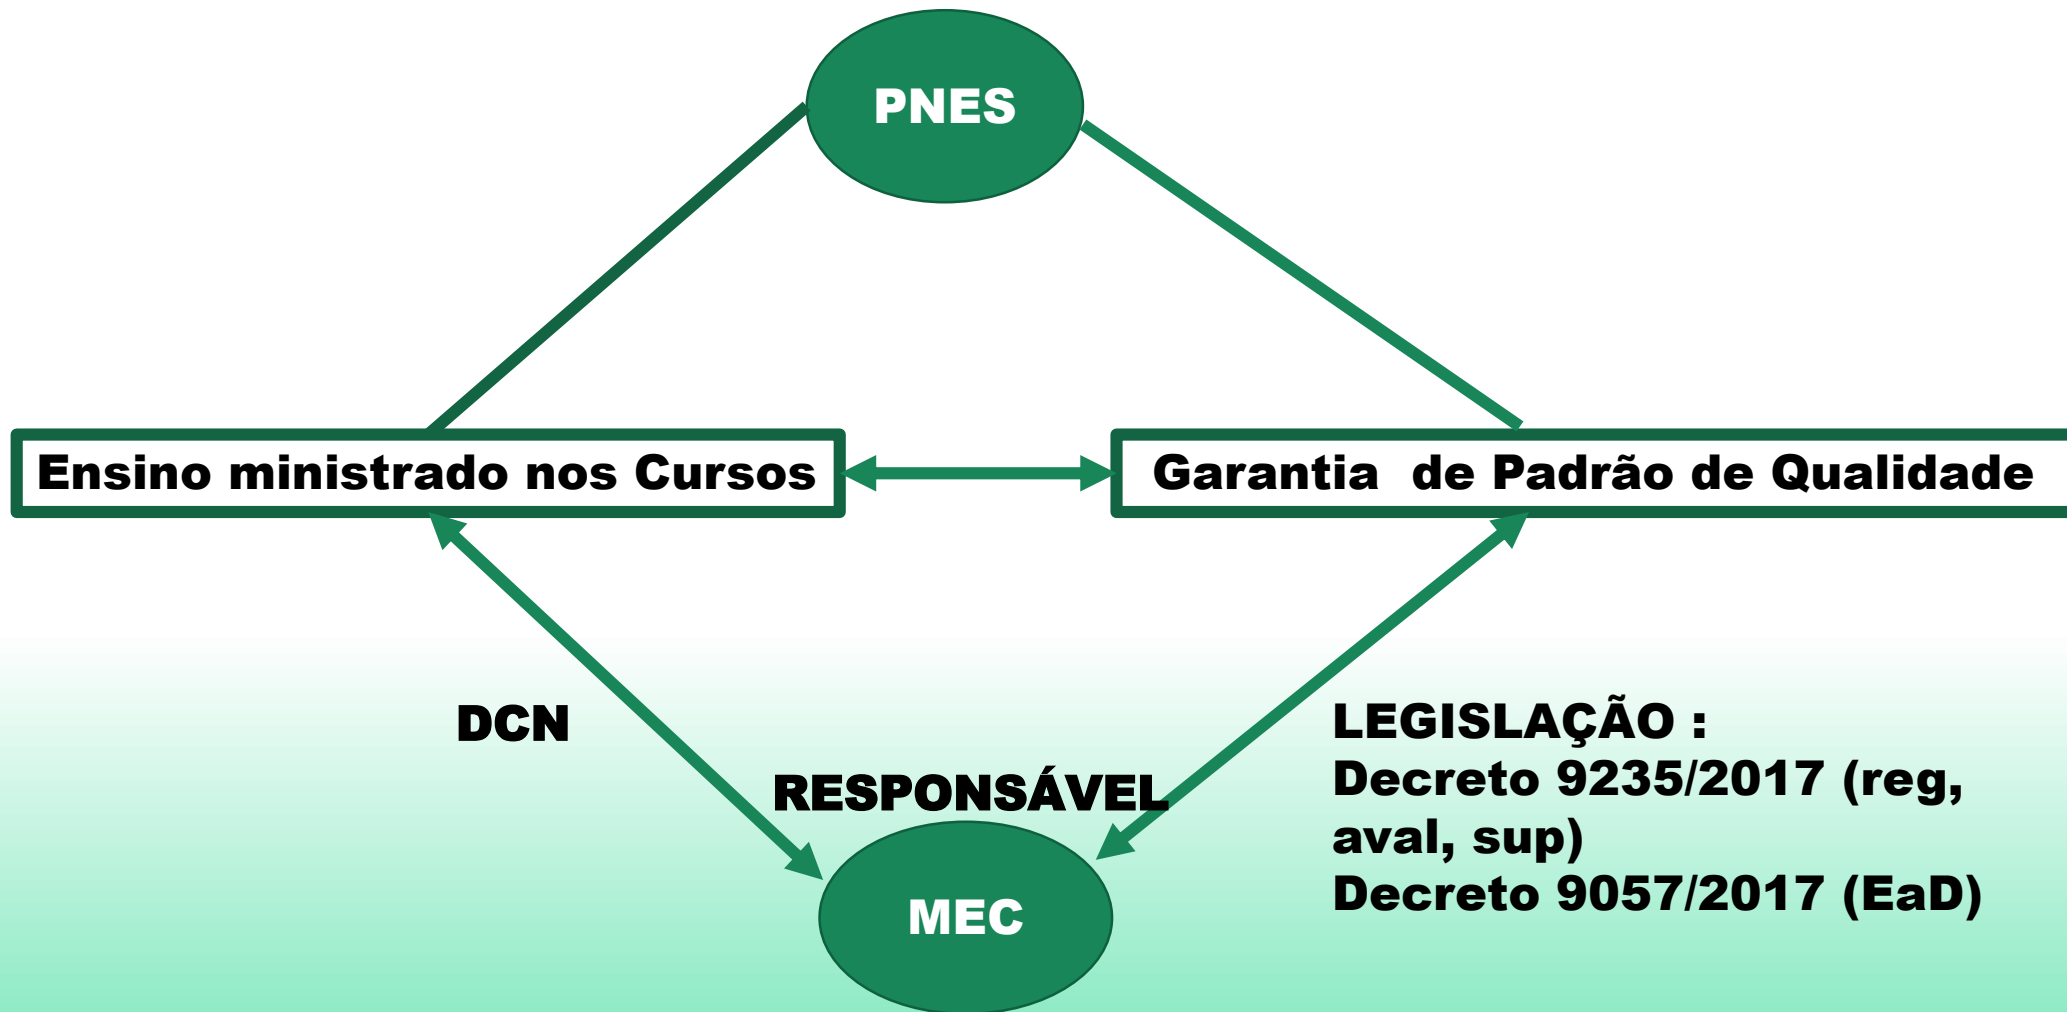 PNES
Ensino ministrado nos Cursos
Garantia  de Padrão de Qualidade
DCN
RESPONSÁVEL
LEGISLAÇÃO :
Decreto 9235/2017 (reg,
aval, sup)
Decreto 9057/2017 (EaD)
MEC